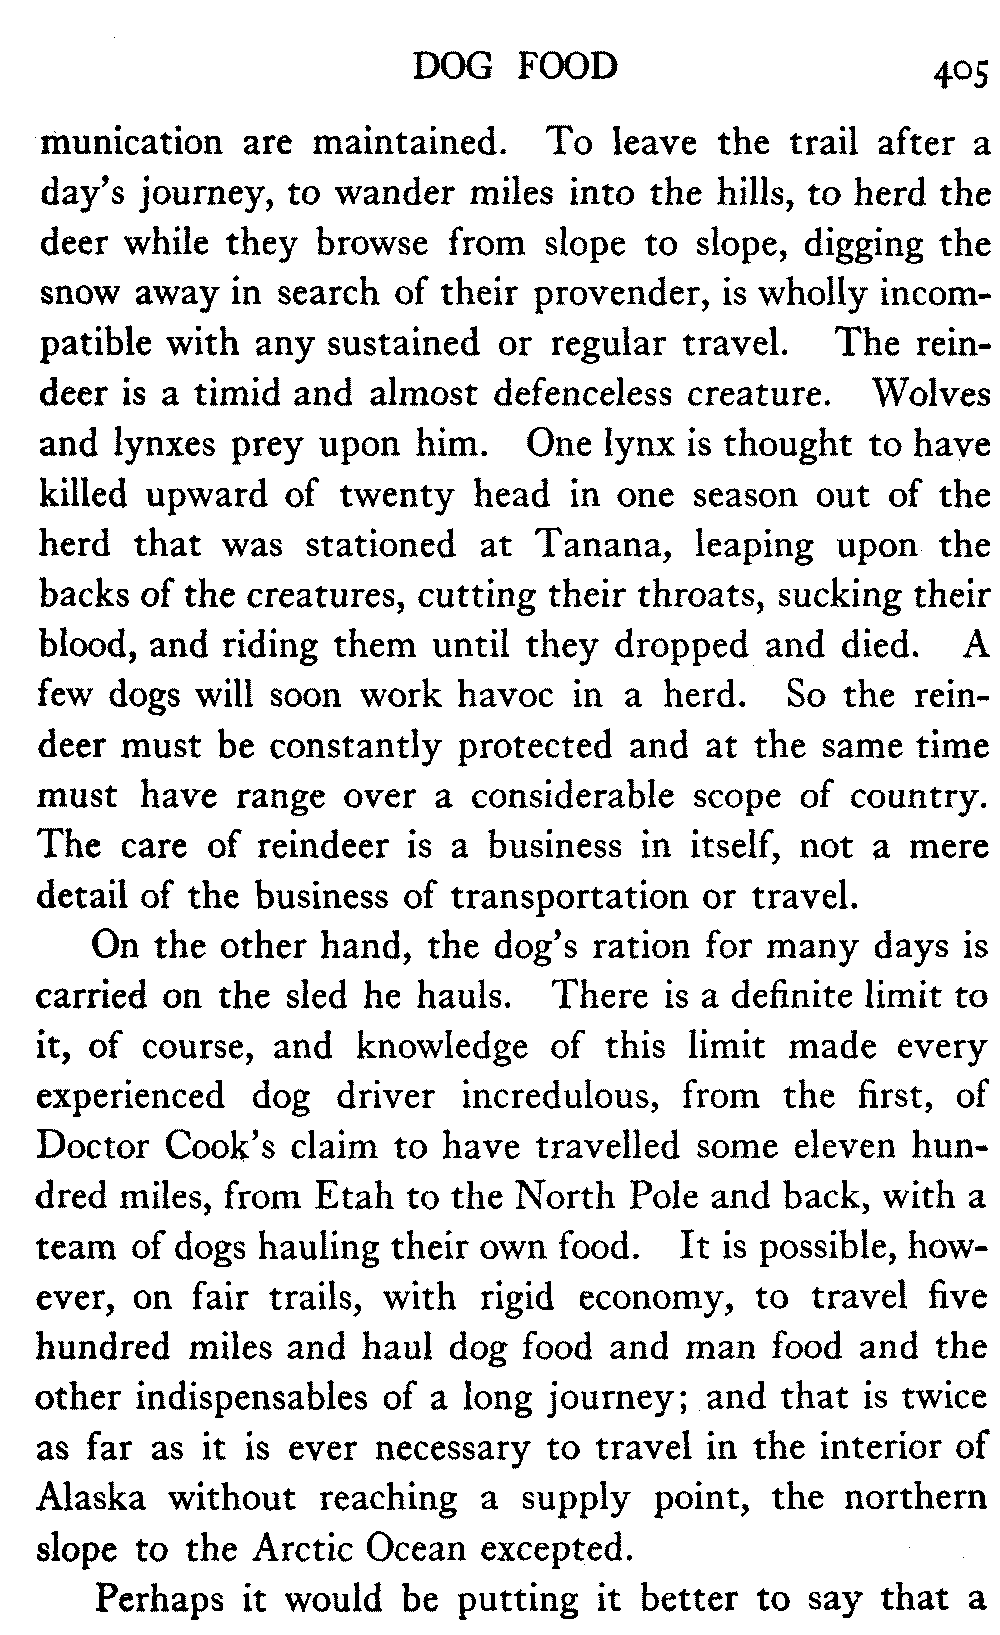 DOG FOOD 405
munication are maintained. To leave the trail after a
day's journey, to wander miles into the hills, to herd the
deer while they browse from slope to slope, digging the
snow away in search of their provender, is wholly incom-
patible with any sustained or regular travel. The rein-
deer is a timid and almost defenceless creature. Wolves
and lynxes prey upon him. One lynx is thought to have
killed upward of twenty head in one season out of the
herd that was stationed at Tanana, leaping upon the
backs of the creatures, cutting their throats, sucking their
blood, and riding them until they dropped and died. A
few dogs will soon work havoc in a herd. So the rein-
deer must be constantly protected and at the same time
must have range over a considerable scope of country.
The care of reindeer is a business in itself, not a mere
detail of the business of transportation or travel.
On the other hand, the dog's ration for many days is
carried on the sled he hauls. There is a definite limit to
it, of course, and knowledge of this limit made every
experienced dog driver incredulous, from the first, of
Doctor Cook's claim to have travelled some eleven hun-
dred miles, from Etah to the North Pole and back, with a
team of dogs hauling their own food. It is possible, how-
ever, on fair trails, with rigid economy, to travel five
hundred miles and haul dog food and man food and the
other indispensables of a long journey; and that is twice
as far as it is ever necessary to travel in the interior of
Alaska without reaching a supply point, the northern
slope to the Arctic Ocean excepted.
Perhaps it would be putting it better to say that a